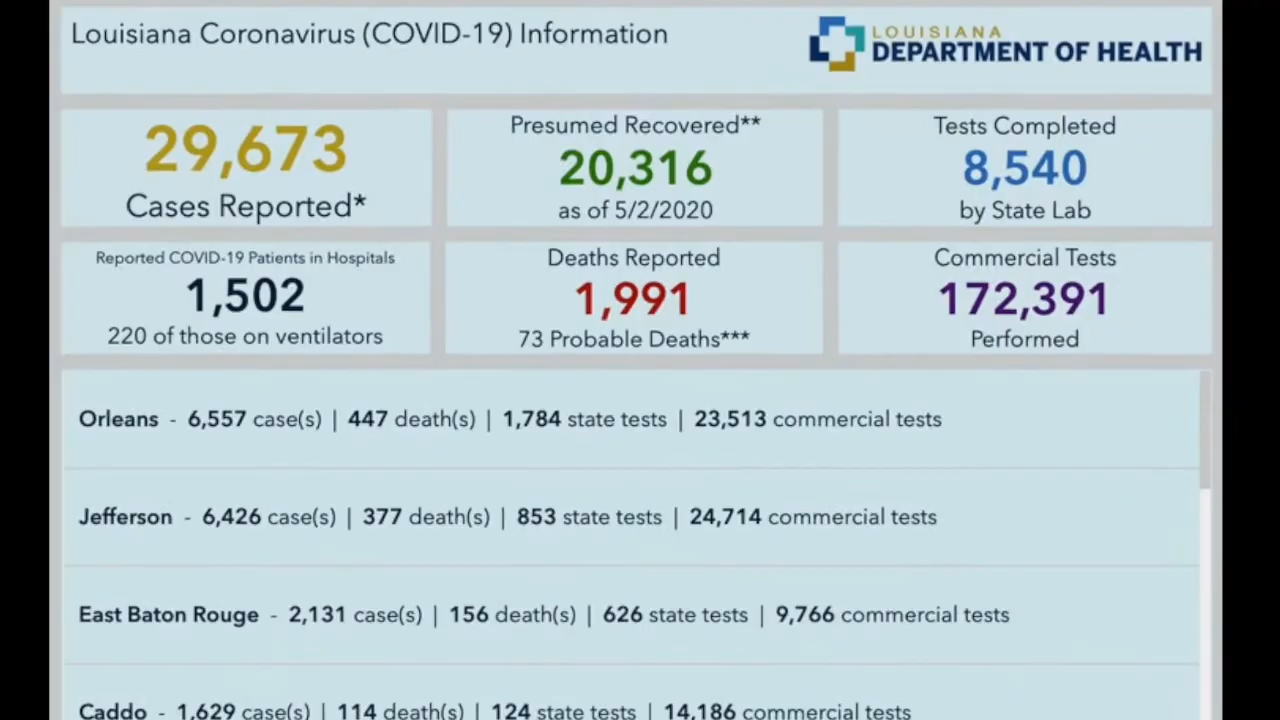 Louisiana Coronavirus (COVID-19) Information
LOUISIANA
DEPARTMENT OF HEALTH
29,673
Cases Reported*
Presumed Recovered**
20,316
as of 5/2/2020
Tests Completed
8,540
by State Lab
Reported COVID-19 Patients in Hospitals
1,502
220 of those on ventilators
Deaths Reported
1,991
73 Probable Deaths***
Commercial Tests
172,391
Performed
Orleans - 6,557 case(s) | 447 death(s) | 1,784 state tests | 23,513 commercial tests
Jefferson - 6,426 case(s) | 377 death(s) | 853 state tests | 24,714 commercial tests
East Baton Rouge - 2,131 case(s) | 156 death(s) | 626 state tests | 9,766 commercial tests
Caddo - 1,629 case(s) | 114 death(s) | 124 state tests | 14,186 commercial tests